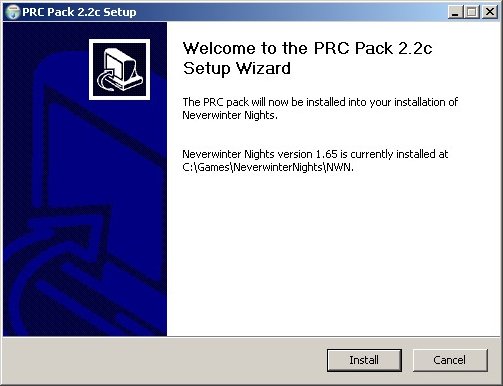 PRC Pack 2.2c Setup
Welcome to the PRC Pack 2.2c
Setup Wizard
The PRC pack will now be installed into your installation of
Neverwinter Nights.
Neverwinter Nights version 1.65 is currently installed at
C:\Games\NeverwinterNights\NWN.
Install
Cancel